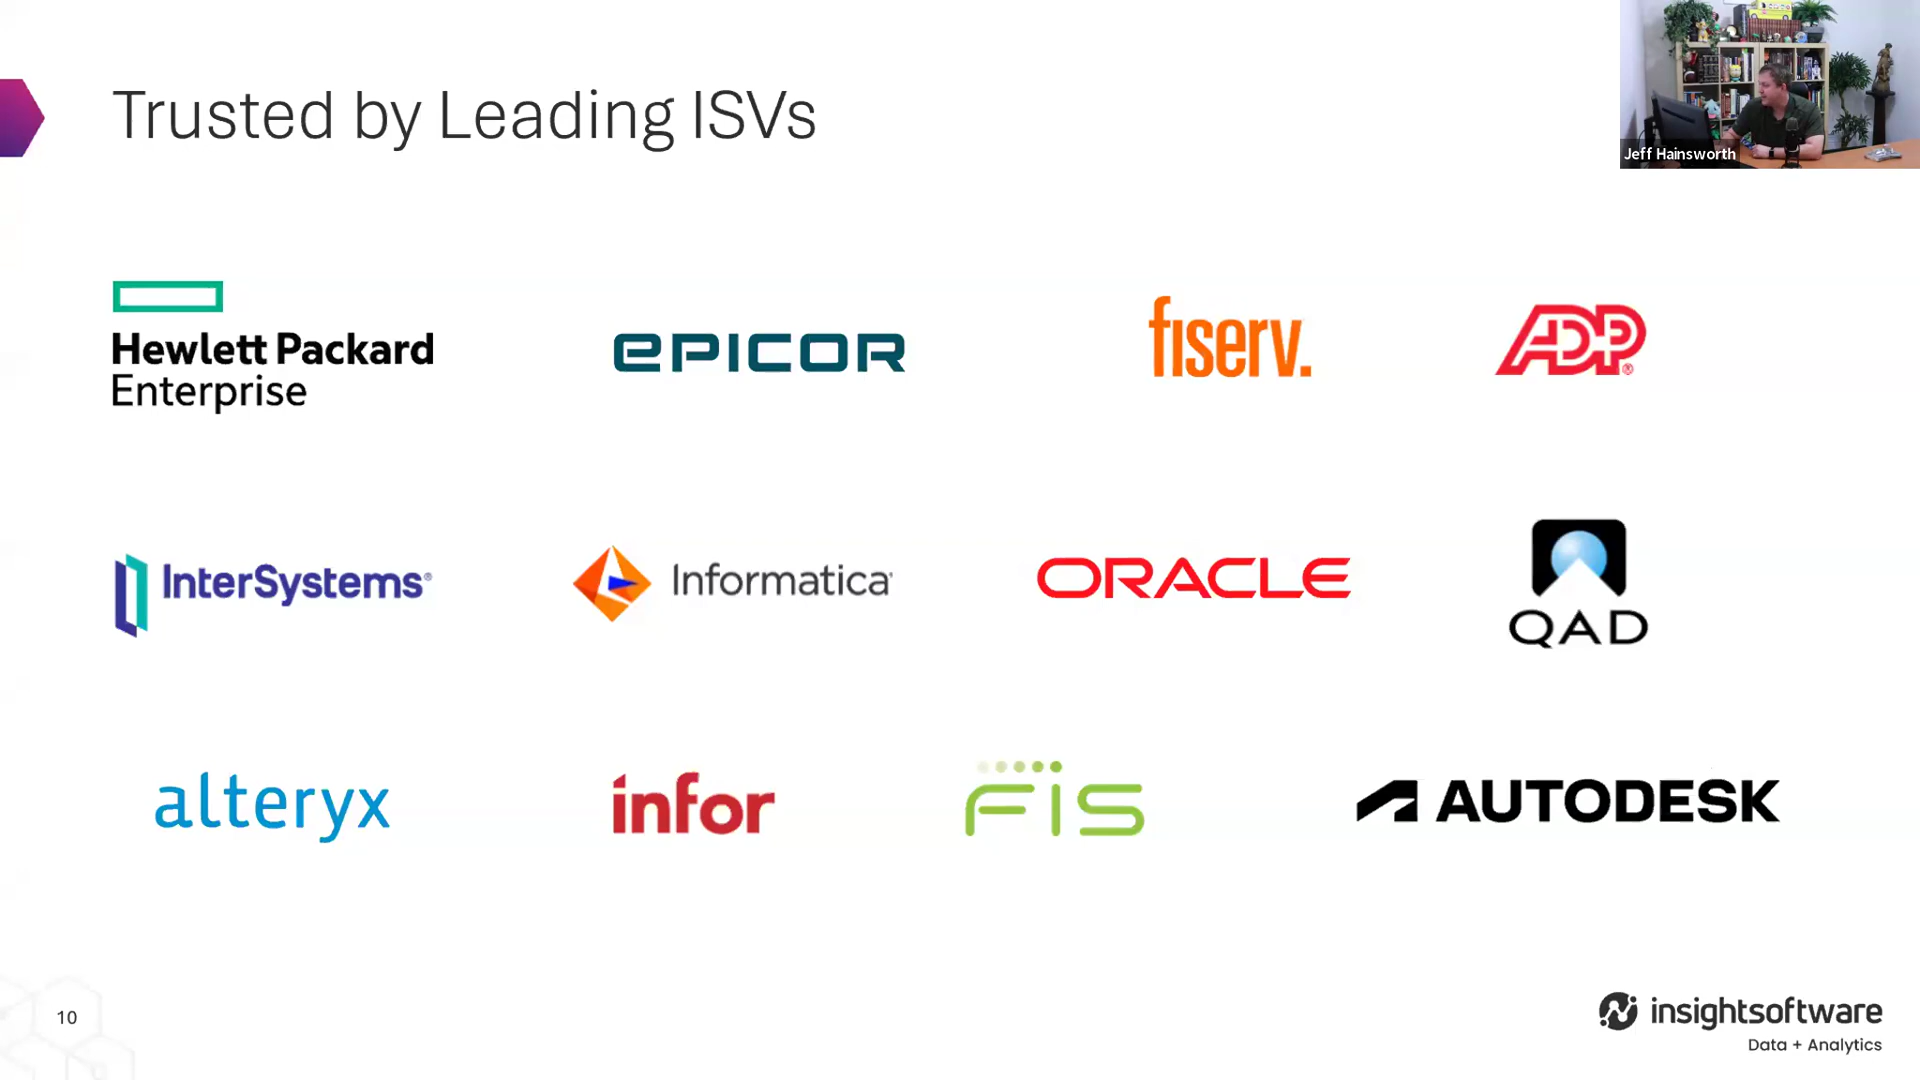 Trusted by Leading ISVs
Jeff Hainsworth
Hewlett Packard
Enterprise
EPICOR
fiserv.
ADP®
InterSystems®
Informatica
ORACLE
QAD
alteryx
infor
FIS
AUTODESK
10
insightsoftware
Data + Analytics